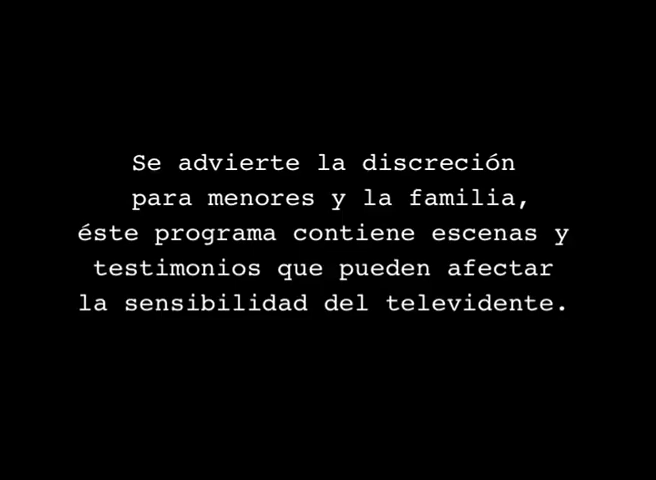 Se advierte la discreción
para menores y la familia,
éste programa contiene escenas y
testimonios que pueden afectar
la sensibilidad del televidente.